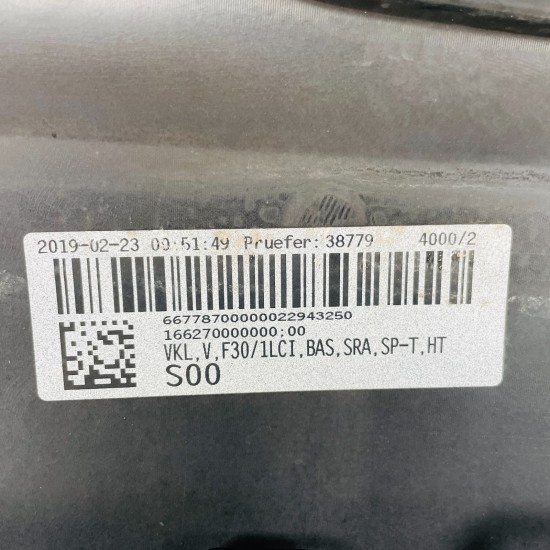 2019-02-23 00:51:49 Pruefer: 38779 4000/2
66778700000022943250
166270000000;00
VKL,V,F30/1LCI,BAS,SRA,SP-T,HT
S00